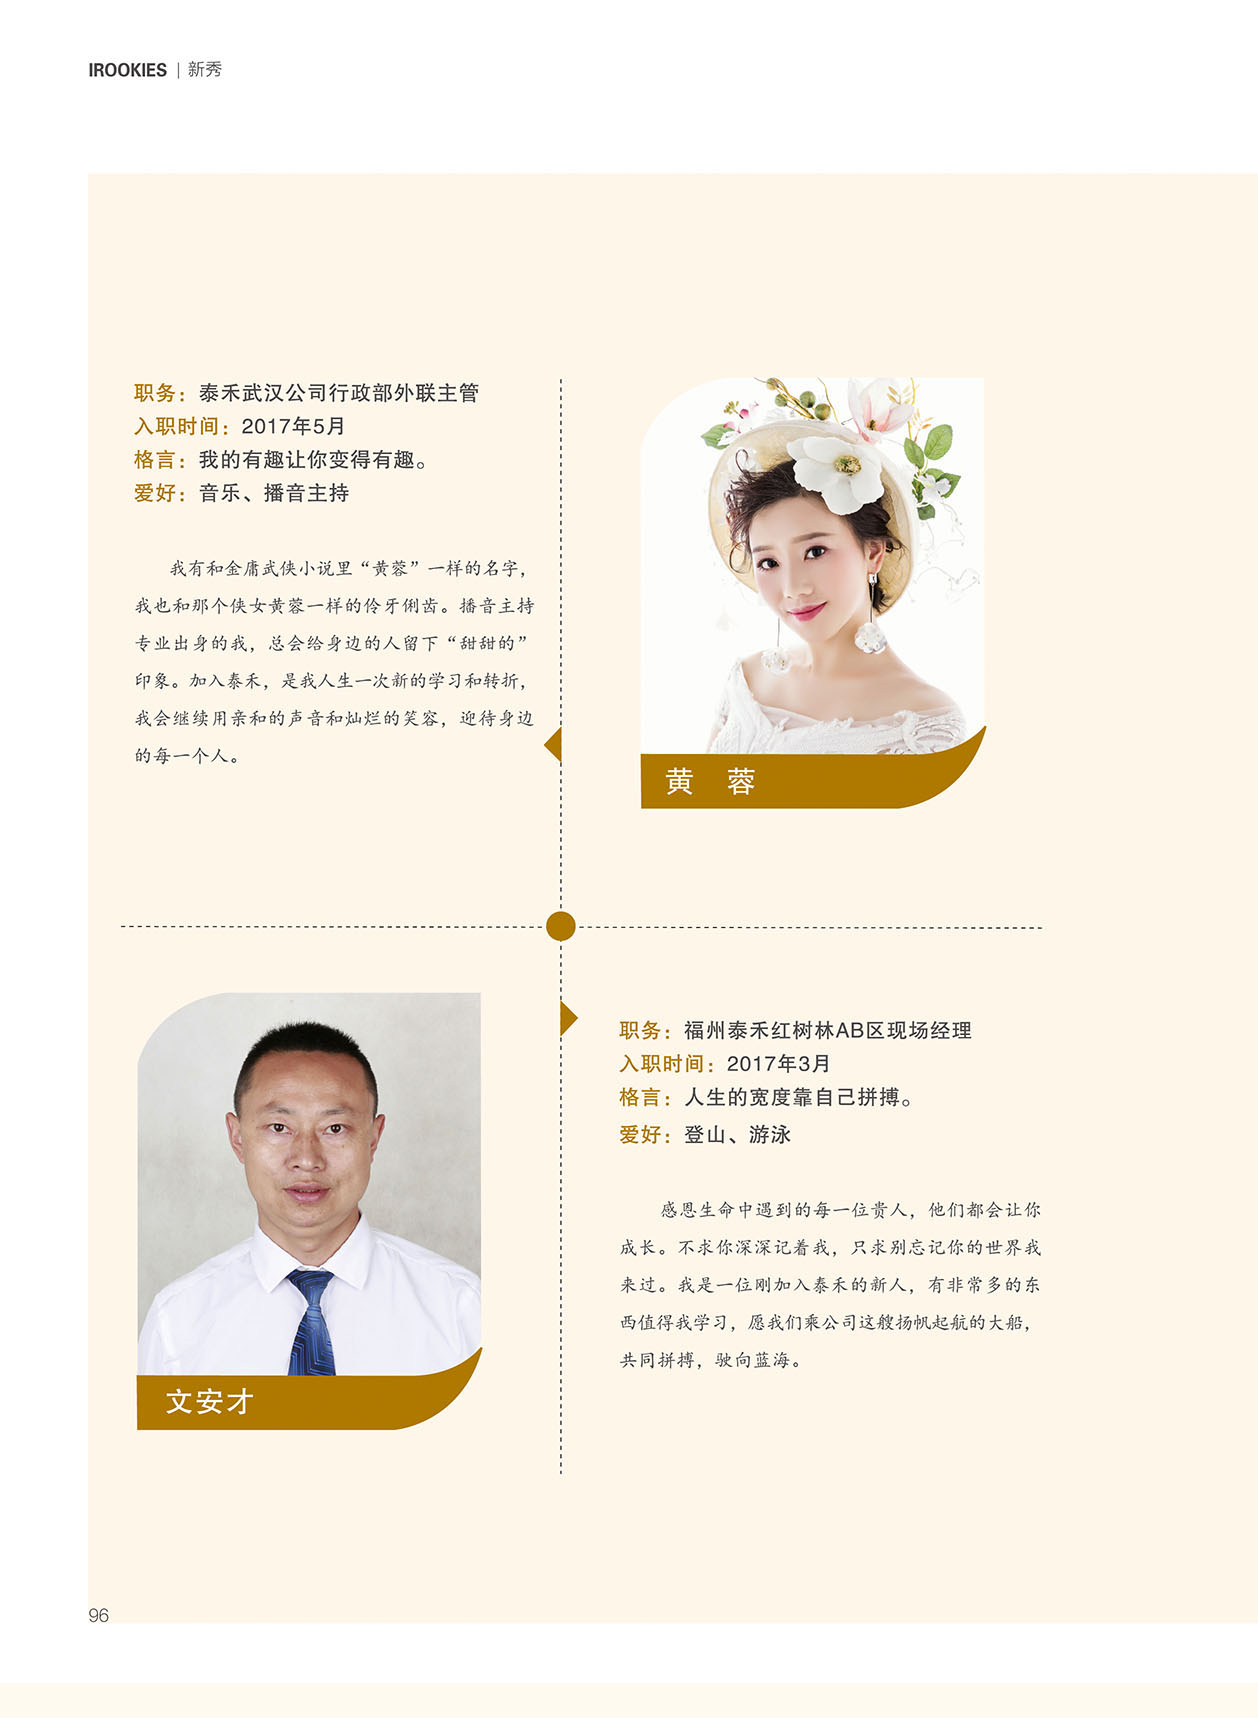 IROOKIES | 新秀
职务：泰禾武汉公司行政部外联主管
入职时间：2017年5月
格言：我的有趣让你变得有趣。
爱好：音乐、播音主持
我有和金庸武侠小说里“黄蓉”一样的名字，
我也和那个侠女黄蓉一样的伶牙俐齿。播音主持
专业出身的我，总会给身边的人留下“甜甜的”
印象。加入泰禾，是我人生一次新的学习和转折，
我会继续用亲和的声音和灿烂的笑容，迎待身边
的每一个人。
黄 蓉
文安才
职务：福州泰禾红树林AB区现场经理
入职时间：2017年3月
格言：人生的宽度靠自己拼搏。
爱好：登山、游泳
感恩生命中遇到的每一位贵人，他们都会让你
成长。不求你深深记着我，只求别忘记你的世界我
来过。我是一位刚加入泰禾的新人，有非常多的东
西值得我学习，愿我们乘公司这艘扬帆起航的大船，
共同拼搏，驶向蓝海。
96